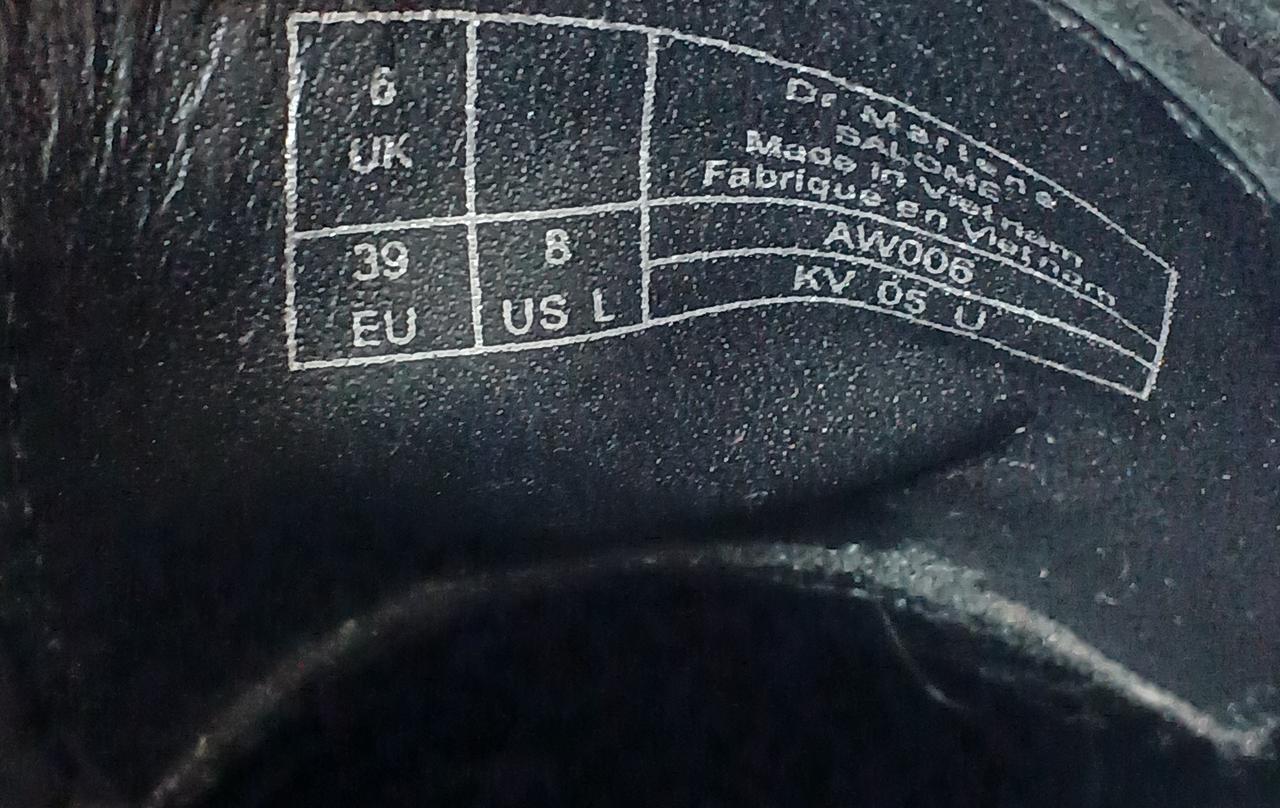 6
UK
39
EU
8
US L
Dr Martens
SALOME
Made in Vietnam
Fabrique en Vietnam
AW006
KV 05 U